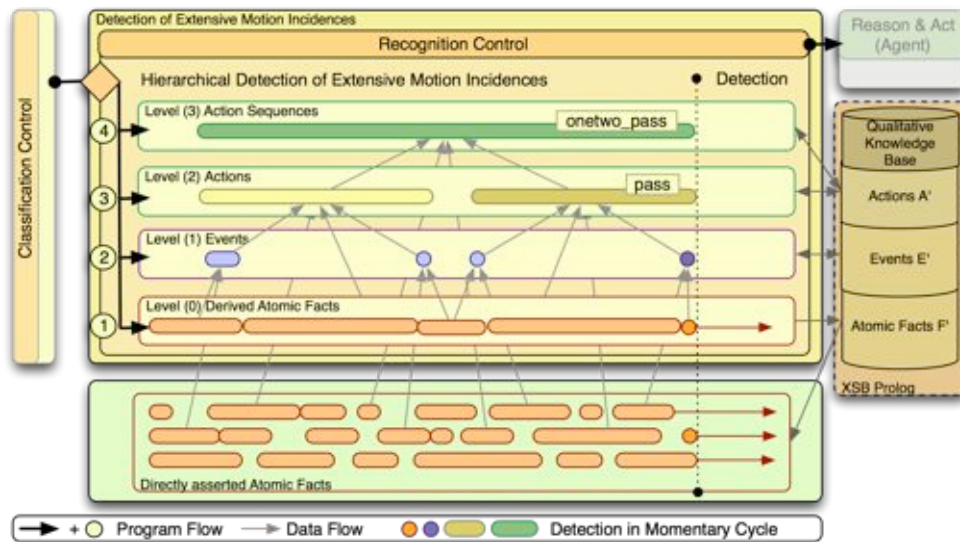 Detection of Extensive Motion Incidences
Recognition Control
Reason & Act
(Agent)
Classification Control
Hierarchical Detection of Extensive Motion Incidences
Detection
Level (3) Action Sequences
onetwo_pass
4
Level (2) Actions
pass
3
Level (1) Events
2
Level (0) Derived Atomic Facts
1
Qualitative
Knowledge
Base
Actions A'
Events E'
Atomic Facts F'
XSB Prolog
Directly asserted Atomic Facts
+ Program Flow
Data Flow
Detection in Momentary Cycle